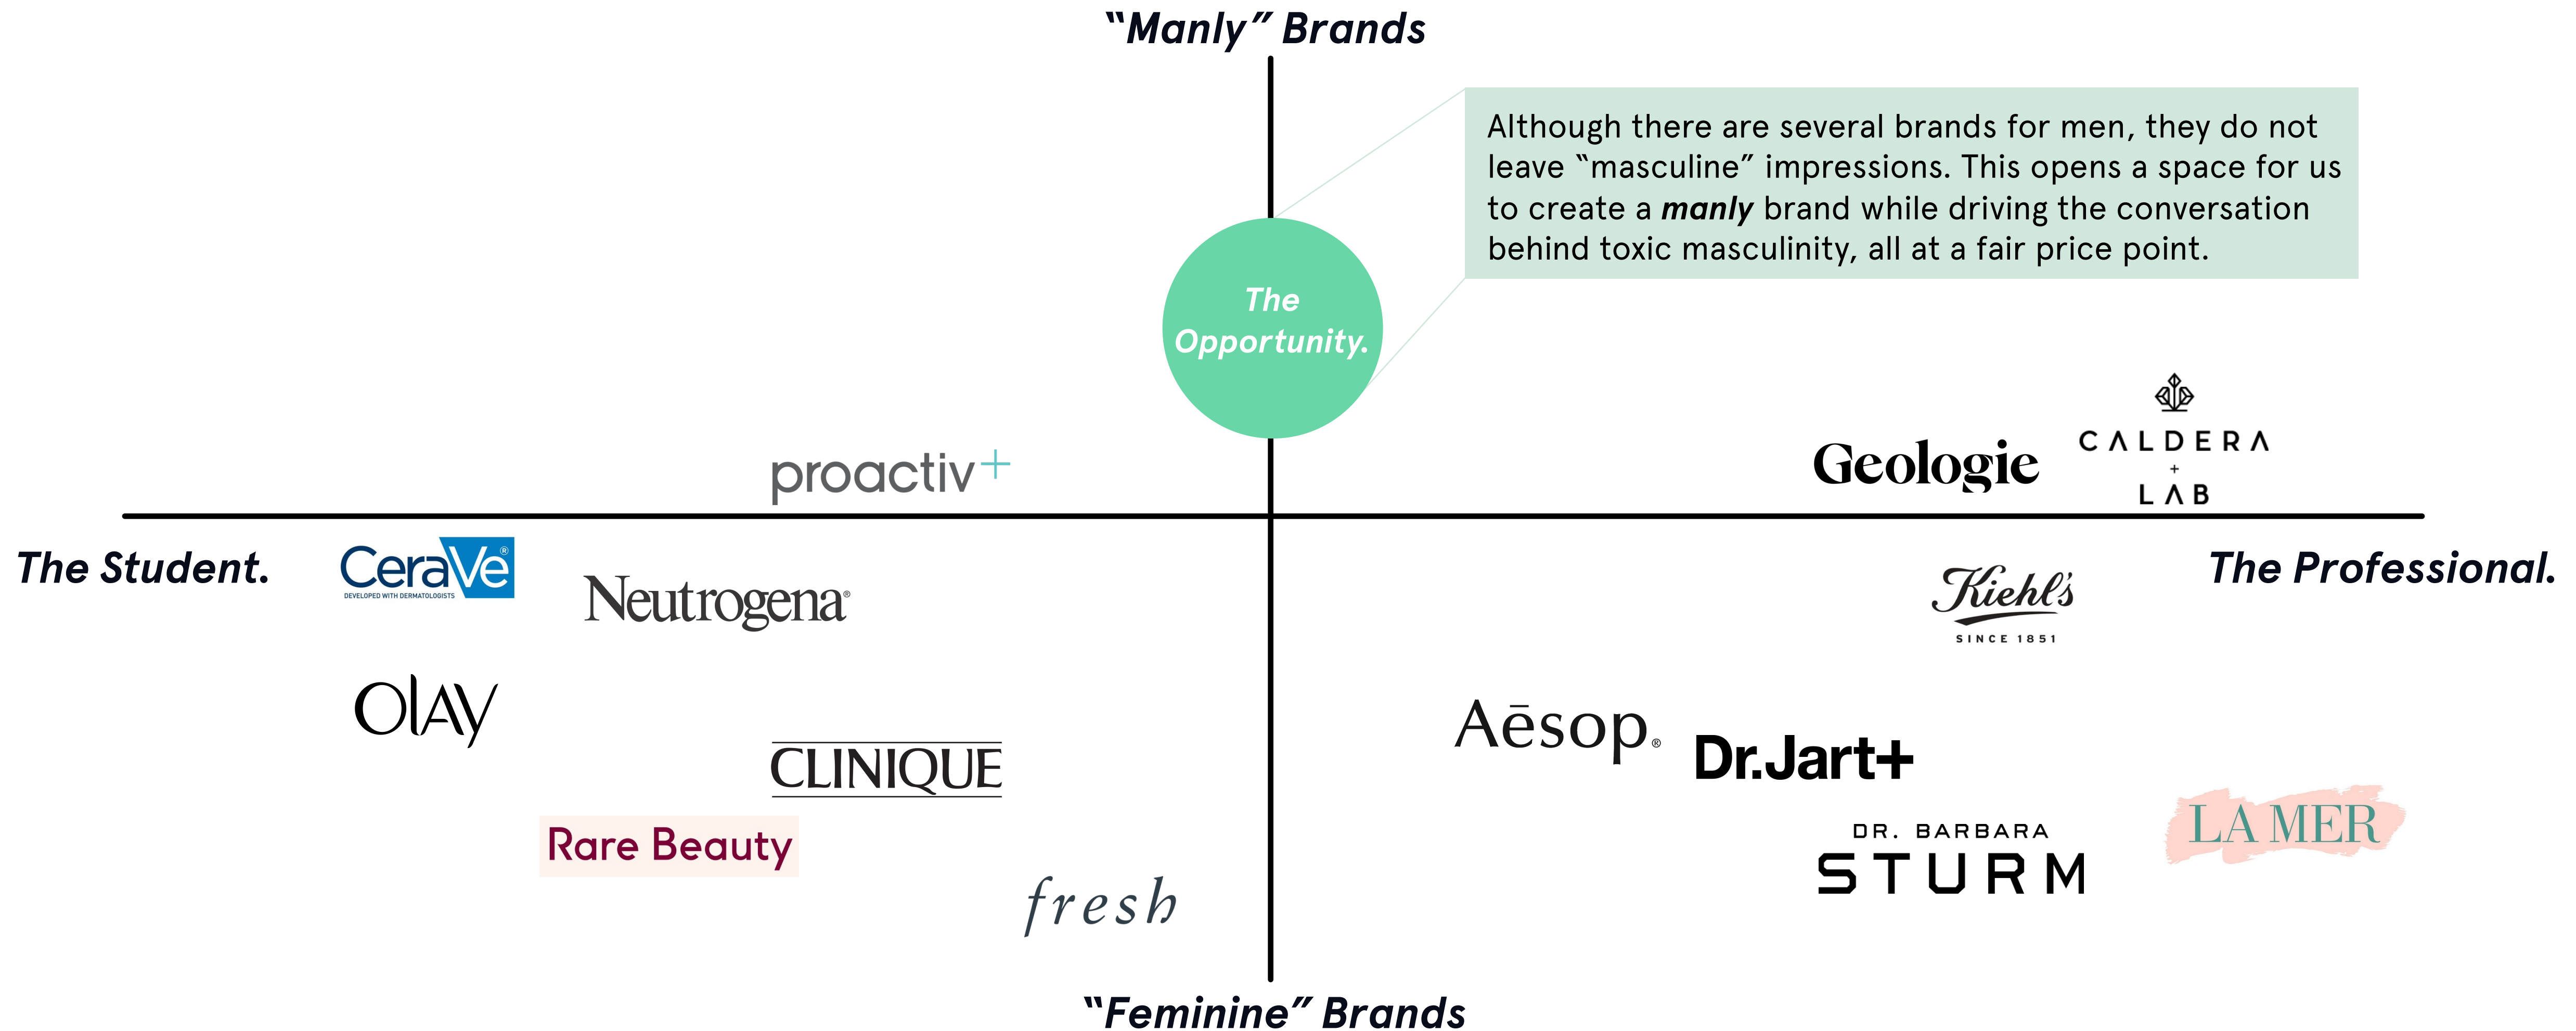 “Manly” Brands
Although there are several brands for men, they do not
leave “masculine” impressions. This opens a space for us
to create a manly brand while driving the conversation
behind toxic masculinity, all at a fair price point.
The
Opportunity.
proactiv+
Geologie
CALDERA
+
LAB
The Student.
CeraVe®
DEVELOPED WITH DERMATOLOGISTS
Neutrogena®
Kiehl's
SINCE 1851
The Professional.
OLAY
Aēsop®
CLINIQUE
Dr.Jart+
Rare Beauty
DR. BARBARA
STURM
LA MER
fresh
“Feminine” Brands